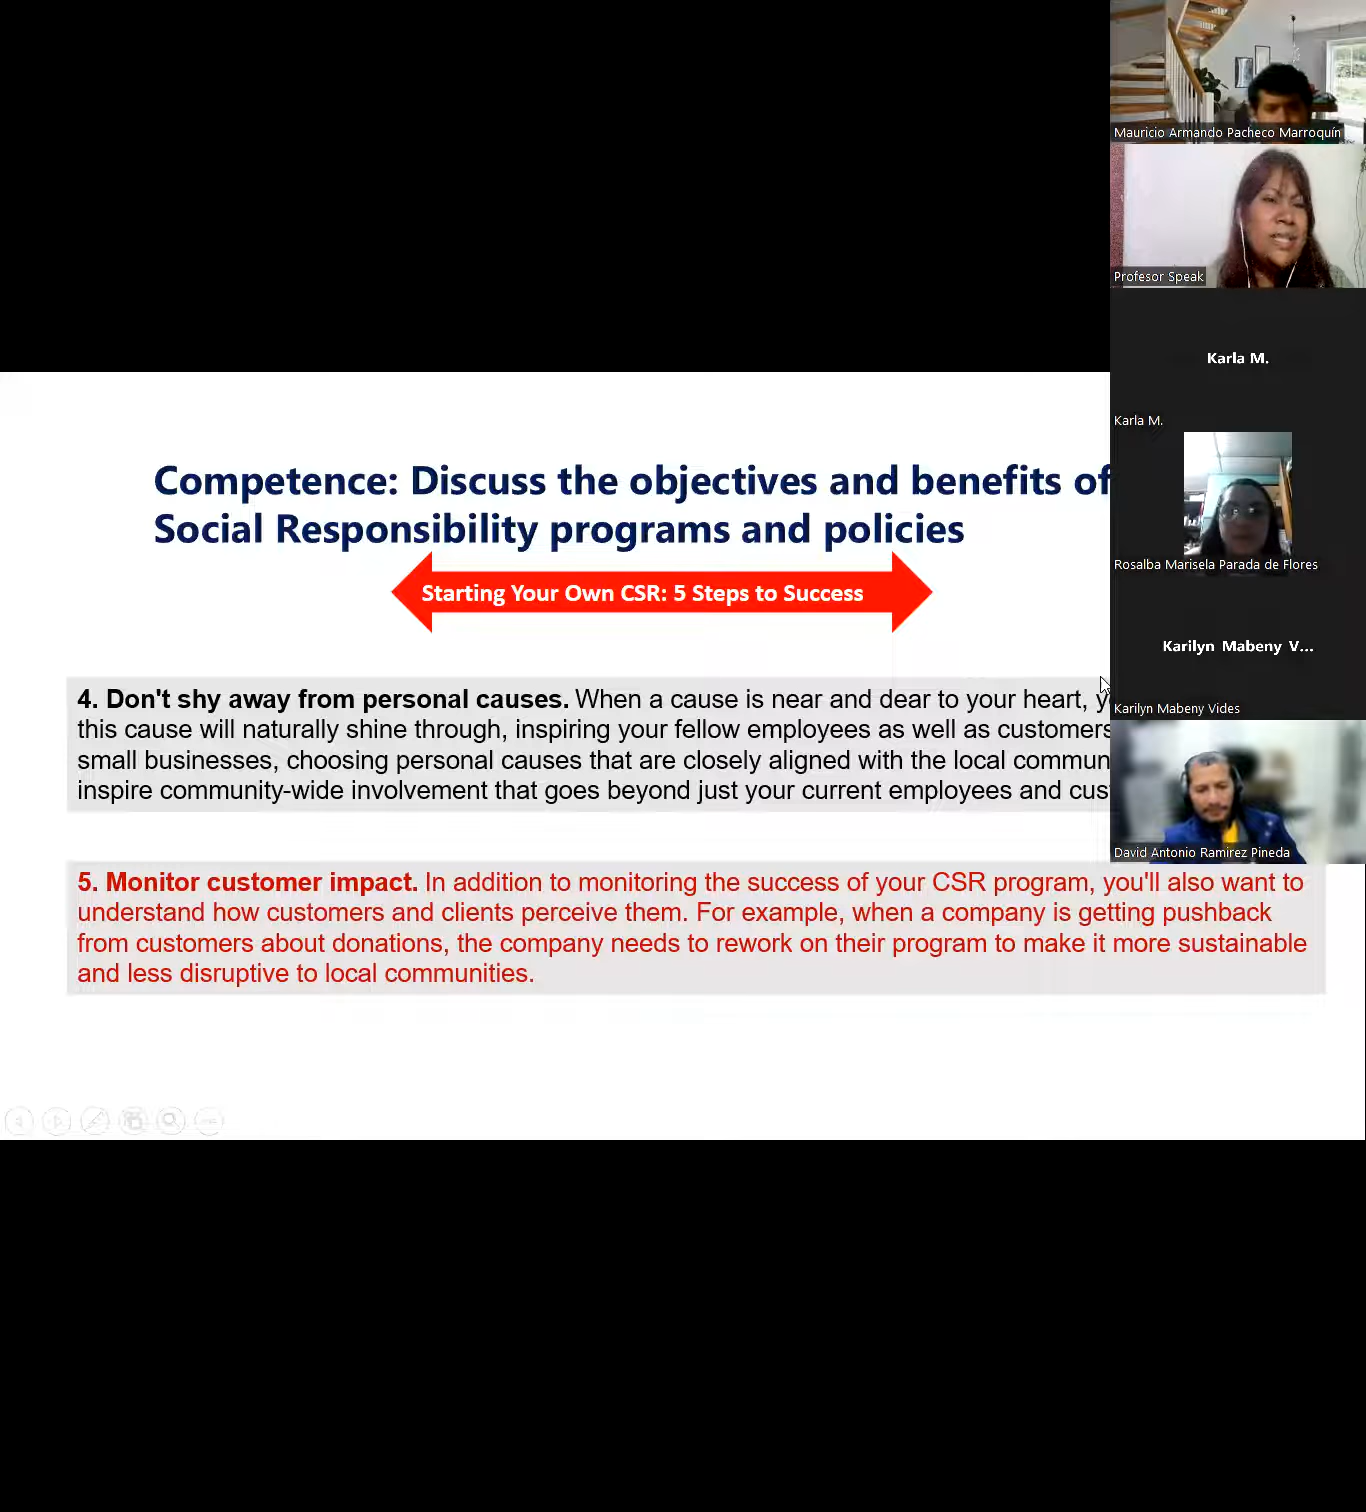 Mauricio Armando Pacheco Marroquín
Profesor Speak
Karla M.
Karla M.
Rosalba Marisela Parada de Flores
Karilyn Mabeny V...
Karilyn Mabeny Vides
David Antonio Ramirez Pineda
Competence: Discuss the objectives and benefits of
Social Responsibility programs and policies
Starting Your Own CSR: 5 Steps to Success
4. Don't shy away from personal causes. When a cause is near and dear to your heart,
this cause will naturally shine through, inspiring your fellow employees as well as customers
small businesses, choosing personal causes that are closely aligned with the local
inspire community-wide involvement that goes beyond just your current employees and
5. Monitor customer impact. In addition to monitoring the success of your CSR program, you'll also want to
understand how customers and clients perceive them. For example, when a company is getting pushback
from customers about donations, the company needs to rework on their program to make it more sustainable
and less disruptive to local communities.